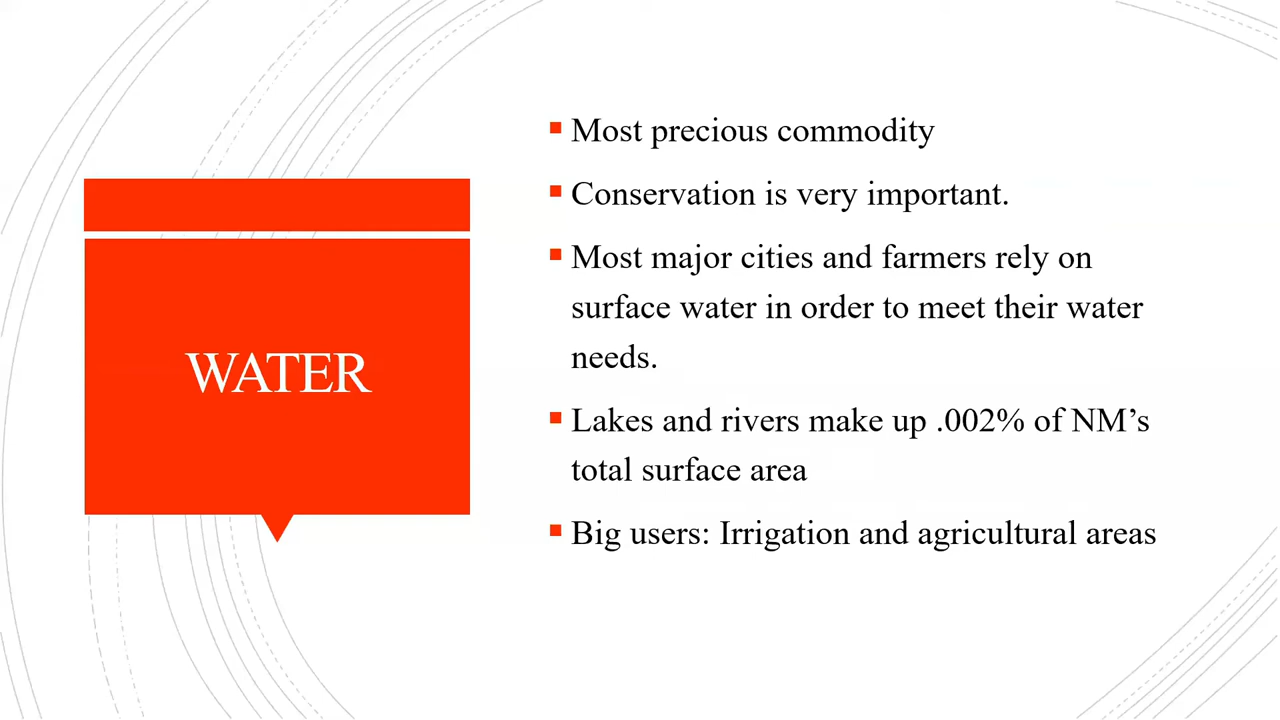 WATER
Most precious commodity
Conservation is very important.
Most major cities and farmers rely on
surface water in order to meet their water
needs.
Lakes and rivers make up .002% of NM’s
total surface area
Big users: Irrigation and agricultural areas